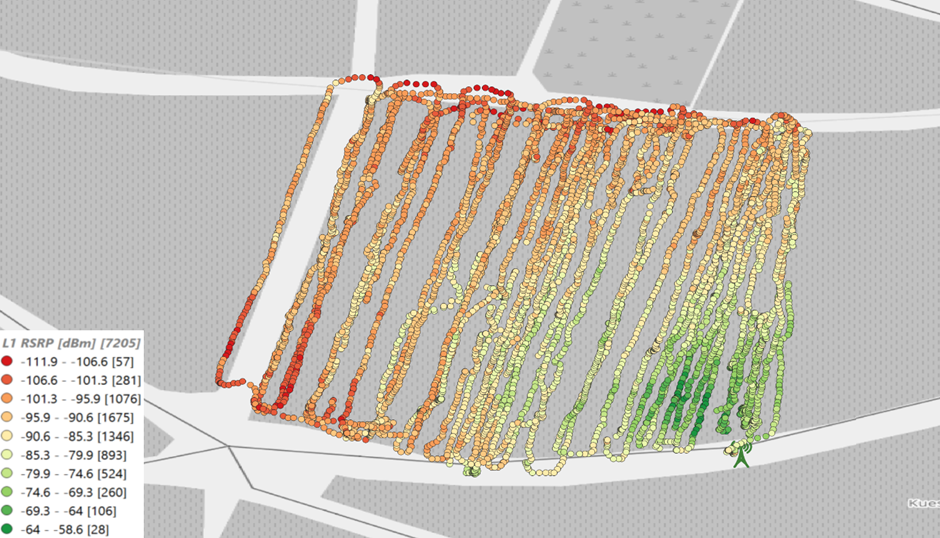 L1 RSRP [dBm] [7205]
-111.9 - -106.6 [57]
-106.6 - -101.3 [281]
-101.3 - -95.9 [1076]
-95.9 - -90.6 [1675]
-90.6 - -85.3 [1346]
-85.3 - -79.9 [893]
-79.9 - -74.6 [524]
-74.6 - -69.3 [260]
-69.3 - -64 [106]
-64 - -58.6 [28]
Kues